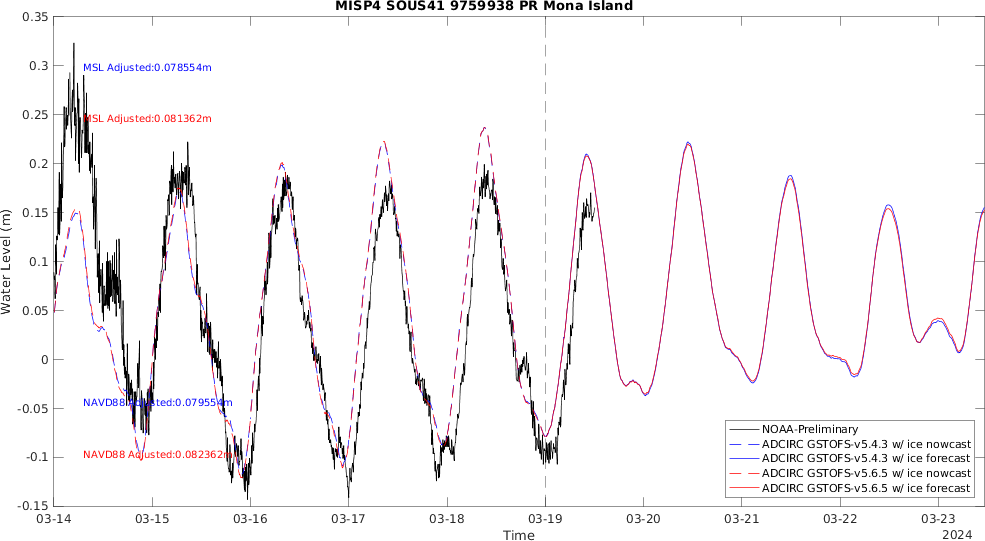 MISP4 SOUS41 9759938 PR Mona Island
0.35
0.3
0.25
0.2
0.15
0.1
0.05
0
-0.05
-0.1
-0.15
Water Level (m)
MSL Adjusted:0.078554m
MSL Adjusted:0.081362m
NAVD88 Adjusted:0.079554m
NAVD88 Adjusted:0.082362m
NOAA-Preliminary
ADCIRC GSTOFS-v5.4.3 w/ ice nowcast
ADCIRC GSTOFS-v5.4.3 w/ ice forecast
ADCIRC GSTOFS-v5.6.5 w/ ice nowcast
ADCIRC GSTOFS-v5.6.5 w/ ice forecast
03-14 03-15 03-16 03-17 03-18 03-19 03-20 03-21 03-22 03-23
Time
2024